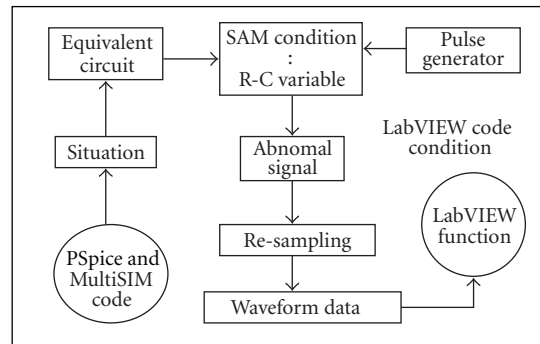 Equivalent
circuit
SAM condition
:
R-C variable
Pulse
generator
Situation
Abnomal
signal
LabVIEW code
condition
PSpice and
MultiSIM
code
Re-sampling
LabVIEW
function
Waveform data